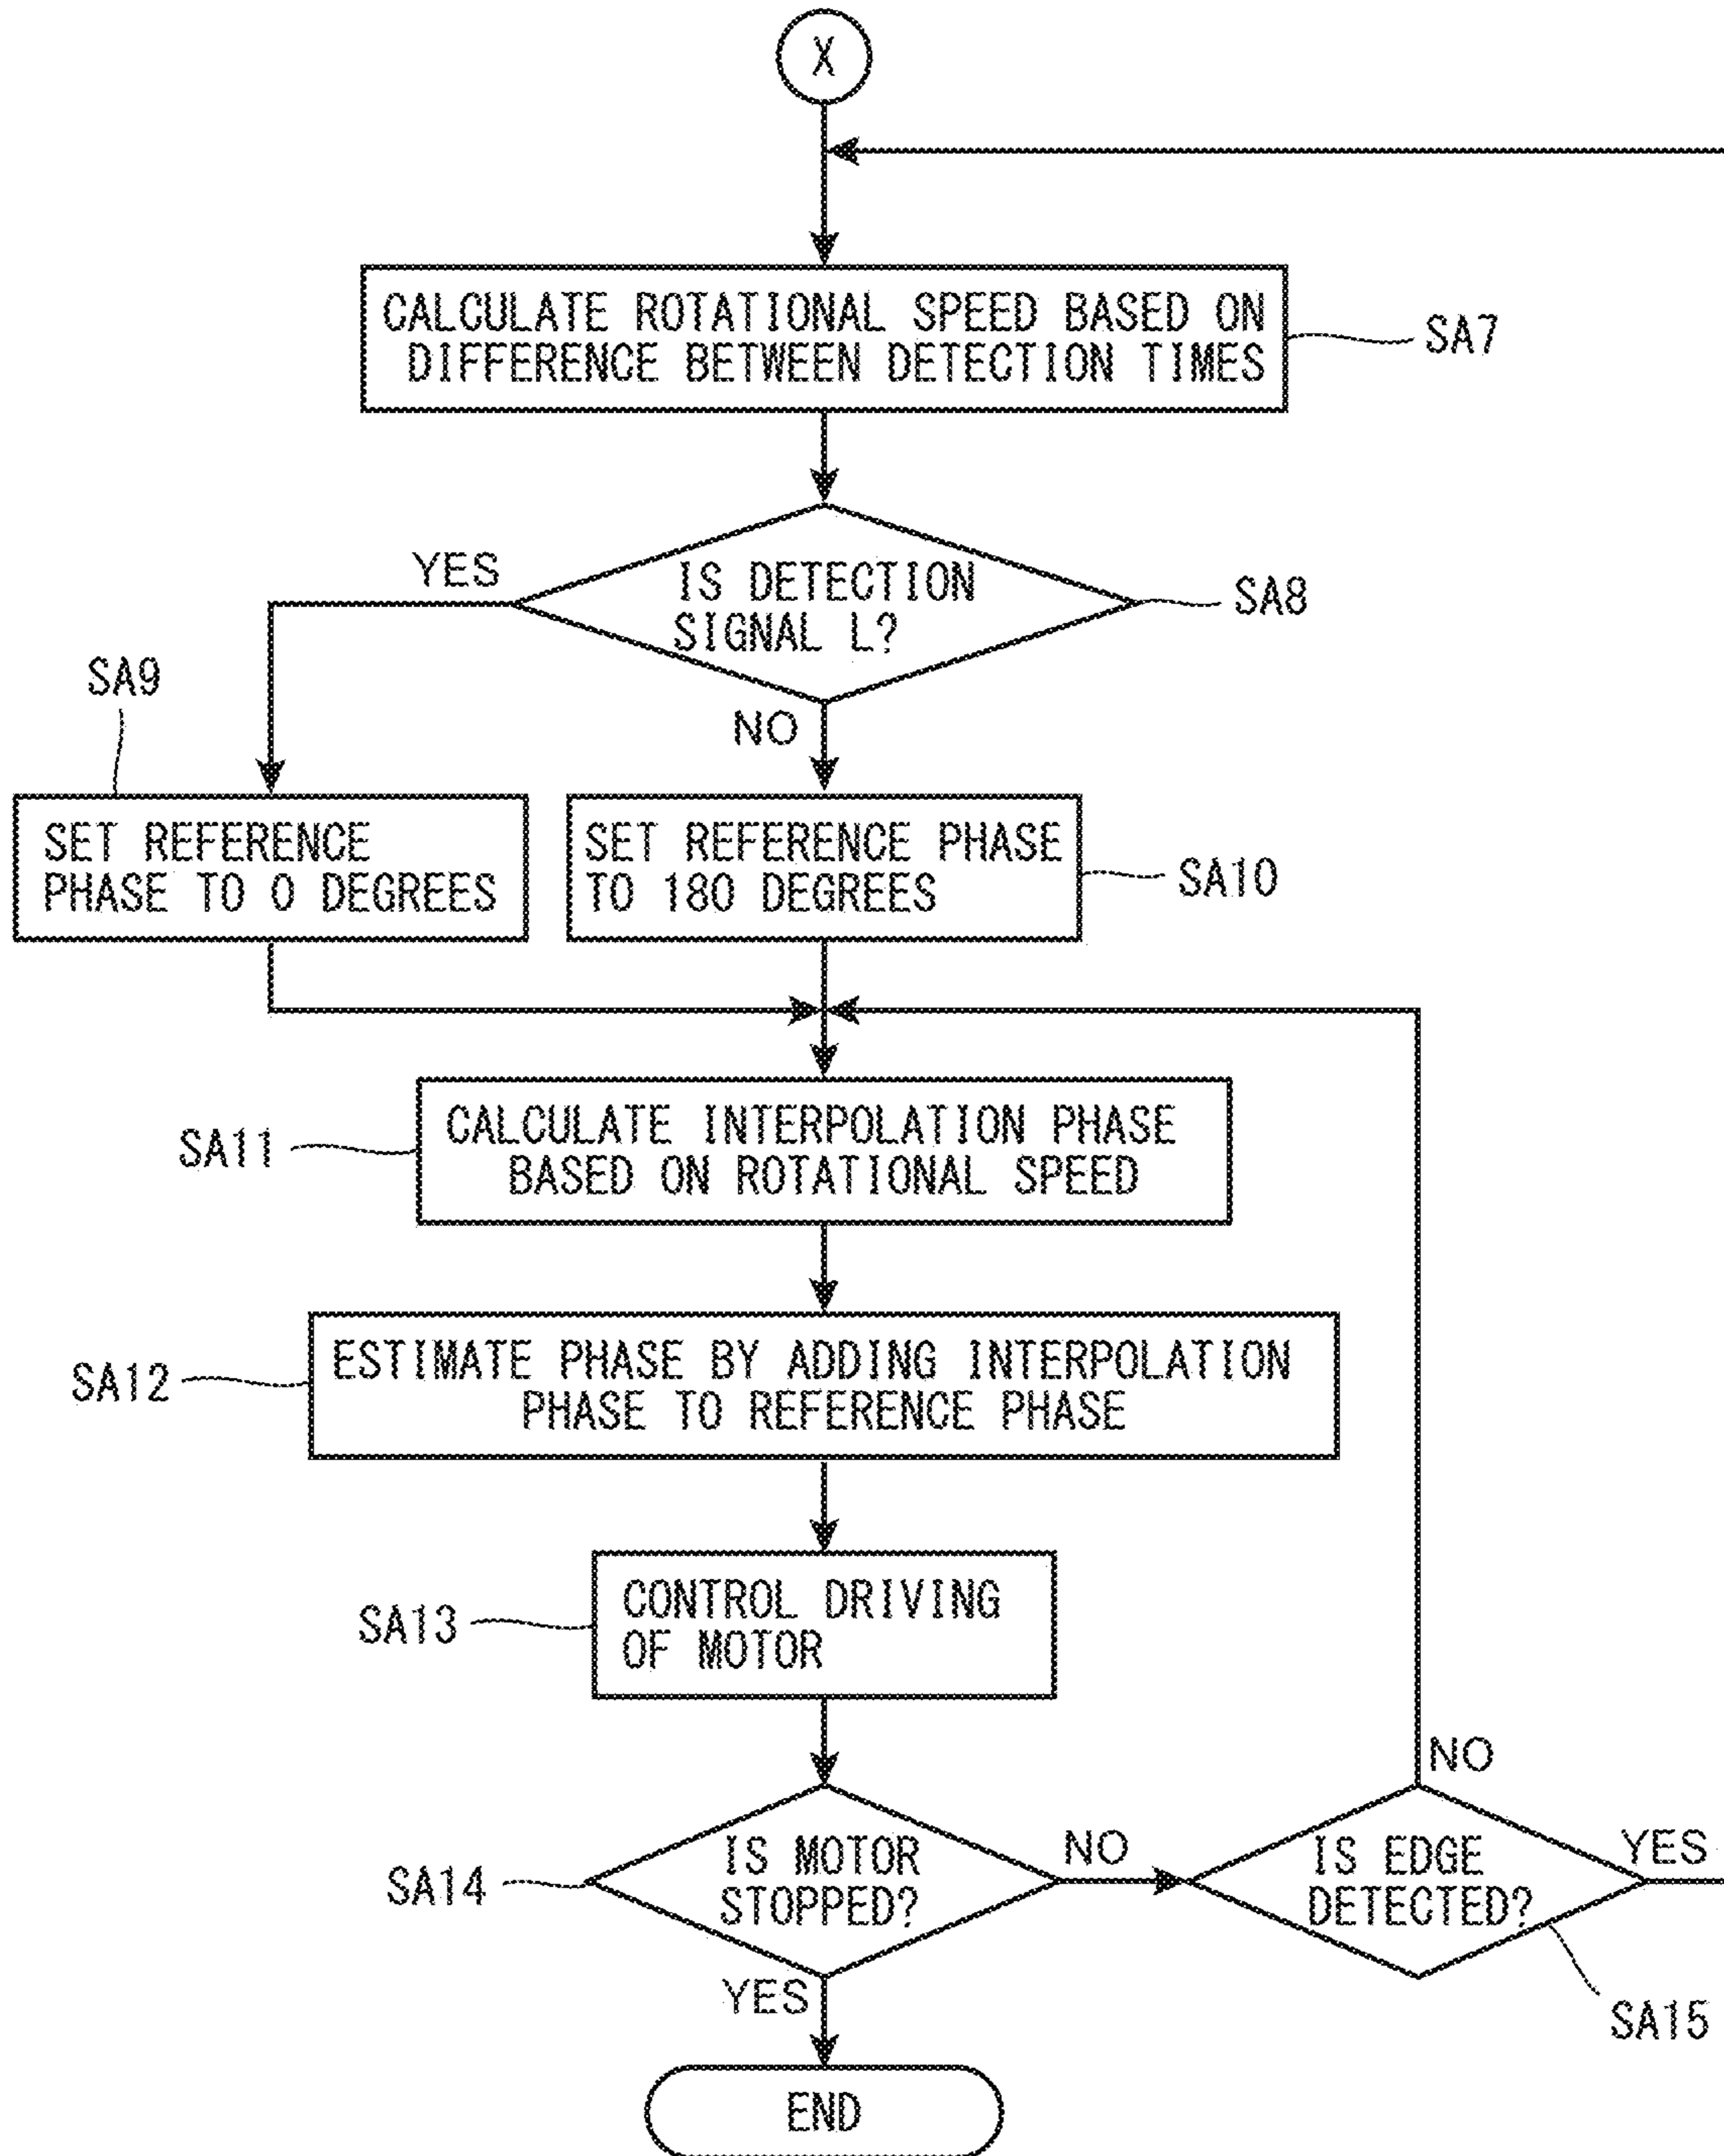 X
CALCULATE ROTATIONAL SPEED BASED ON
DIFFERENCE BETWEEN DETECTION TIMES
SA7
YES
IS DETECTION
SIGNAL L?
SA8
SA9
NO
SET REFERENCE
PHASE TO 0 DEGREES
SET REFERENCE PHASE
TO 180 DEGREES
SA10
SA11
CALCULATE INTERPOLATION PHASE
BASED ON ROTATIONAL SPEED
SA12
ESTIMATE PHASE BY ADDING INTERPOLATION
PHASE TO REFERENCE PHASE
SA13
CONTROL DRIVING
OF MOTOR
NO
SA14
IS MOTOR
STOPPED?
NO
IS EDGE
DETECTED?
YES
YES
SA15
END